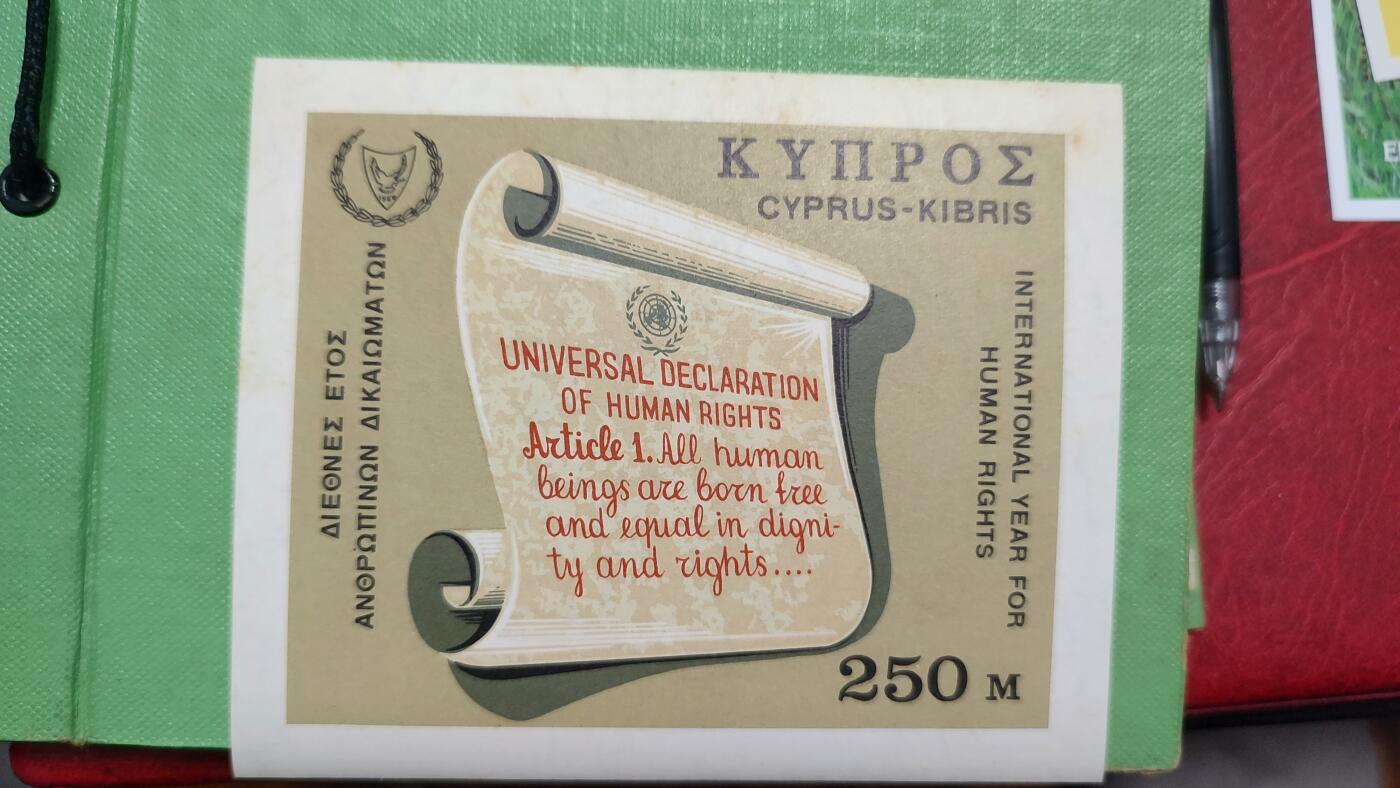 ΚΥΠΡΟΣ
CYPRUS-KIBRIS
ΔΙΕΘΝΕΣ ΕΤΟΣ
ΑΝΘΡΩΠΙΝΩΝ ΔΙΚΑΙΩΜΑΤΩΝ
UNIVERSAL DECLARATION
OF HUMAN RIGHTS
Article 1. All human
beings are born free
and equal in digni-
ty and rights....
INTERNATIONAL YEAR FOR
HUMAN RIGHTS
250 M